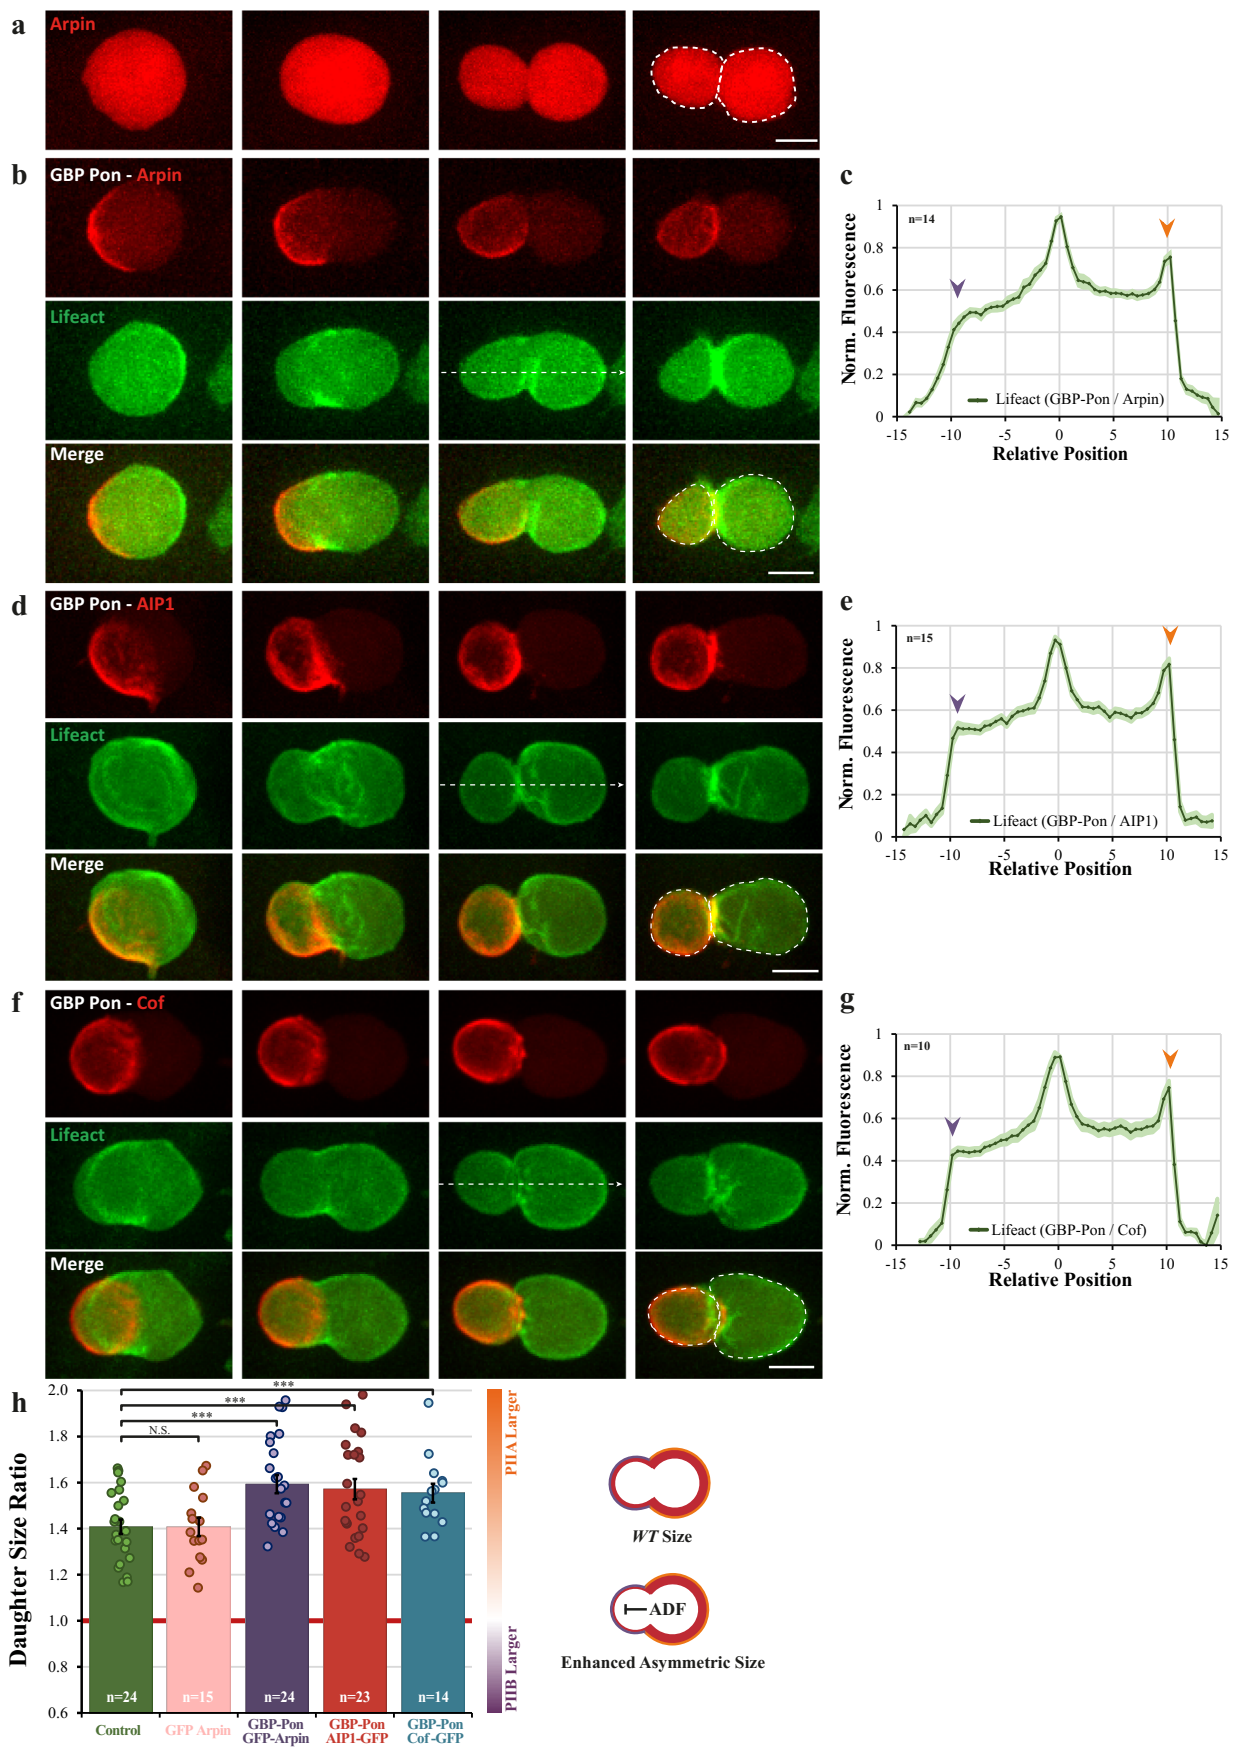 a
Arpin
b
GBP Pon - Arpin
Lifeact
Merge
c
n=14
Norm. Fluorescence
1
0.8
0.6
0.4
0.2
0
Lifeact (GBP-Pon / Arpin)
-15 -10 -5 0 5 10 15
Relative Position
d
GBP Pon - AIP1
Lifeact
Merge
e
n=15
Norm. Fluorescence
1
0.8
0.6
0.4
0.2
0
Lifeact (GBP-Pon / AIP1)
-15 -10 -5 0 5 10 15
Relative Position
f
GBP Pon - Cof
Lifeact
Merge
g
n=10
Norm. Fluorescence
1
0.8
0.6
0.4
0.2
0
Lifeact (GBP-Pon / Cof)
-15 -10 -5 0 5 10 15
Relative Position
h
Daughter Size Ratio
2.0
1.8
1.6
1.4
1.2
1.0
0.8
0.6
***
***
***
N.S.
n=24 n=15 n=24 n=23 n=14
Control
GFP Arpin
GBP-Pon
GFP-Arpin
GBP-Pon
AIP1-GFP
GBP-Pon
Cof-GFP
PIIA Larger
PIIB Larger
WT Size
ADF
Enhanced Asymmetric Size